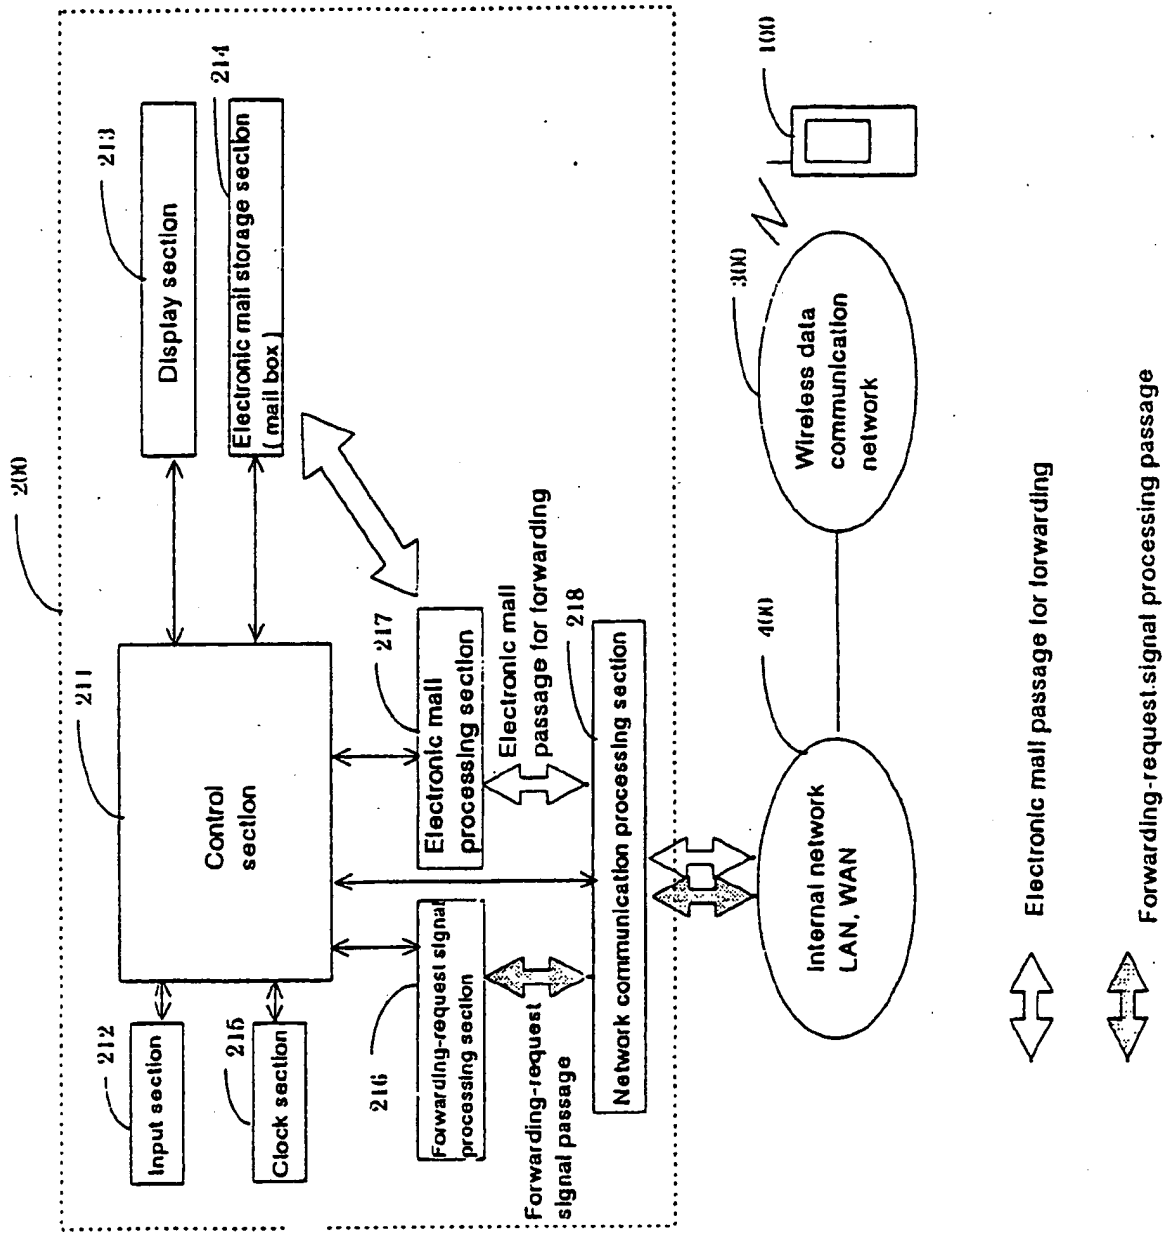 200
211
Control
section
213
Display section
214
Electronic mail storage section
( mail box )
212
Input section
215
Clock section
216
Forwarding-request signal
processing section
217
Electronic mall
processing section
Forwarding-request
signal passage
Electronic mall
passage for forwarding
218
Network communication processing section
400
Internal network
LAN, WAN
300
Wireless data
communication
network
100
Electronic mall passage for forwarding
Forwarding-request signal processing passage